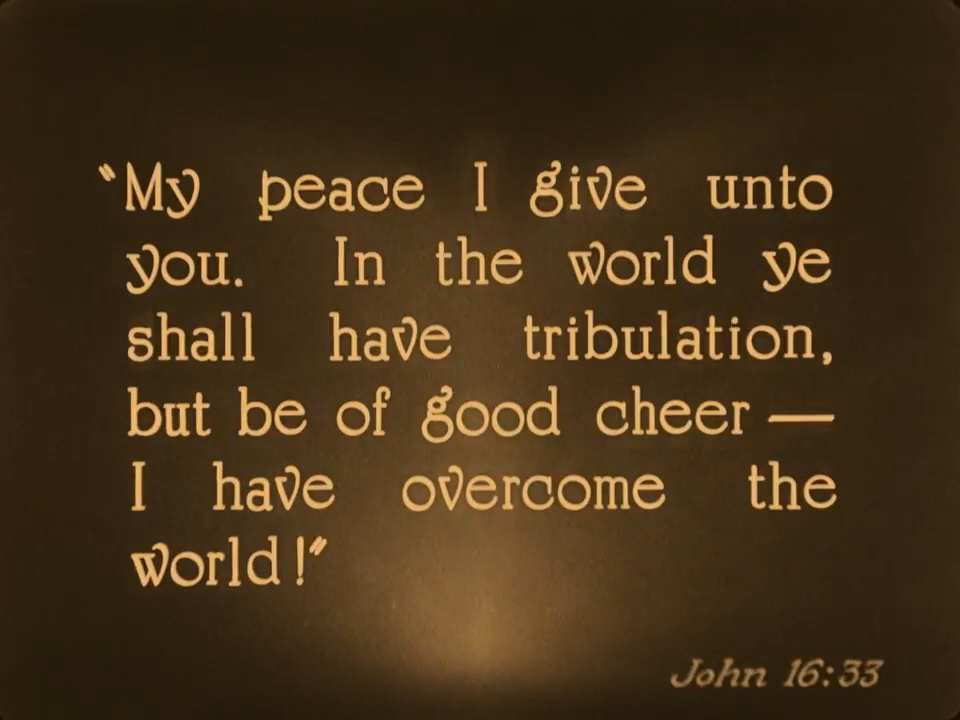 “My peace I give unto
you. In the world ye
shall have tribulation,
but be of good cheer —
I have overcome the
world!”
John 16:33